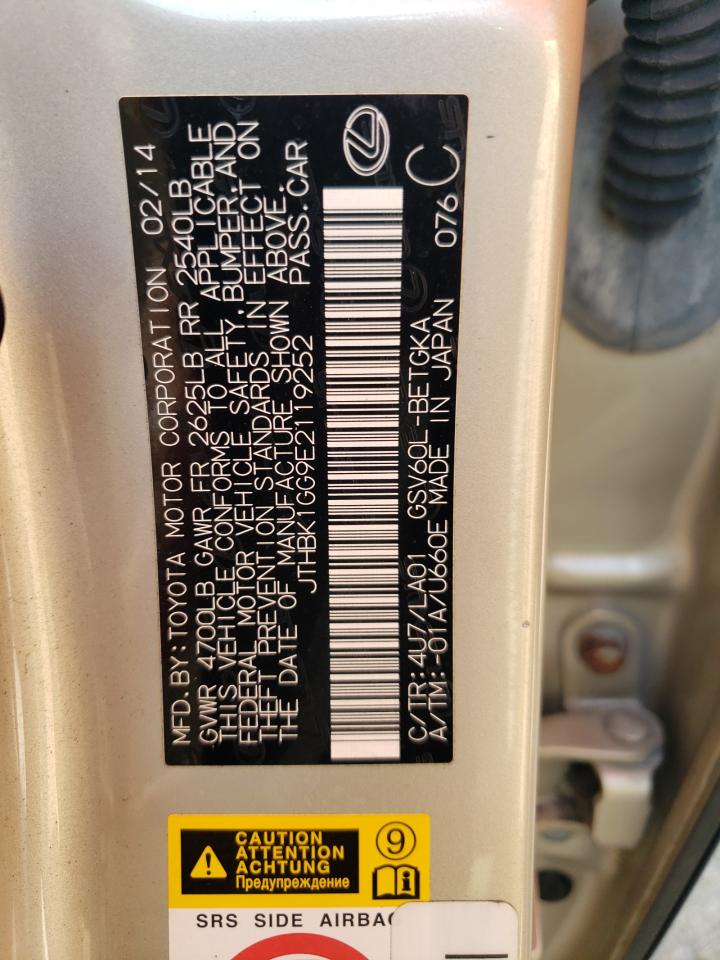 MFD.BY:TOYOTA MOTOR CORPORATION 02/14
GVWR 4700LB GAWR FR 2625LB RR 2540LB
THIS VEHICLE CONFORMS TO ALL APPLICABLE
FEDERAL MOTOR VEHICLE SAFETY,BUMPER,AND
THEFT PREVENTION STANDARDS IN EFFECT ON
THE DATE OF MANUFACTURE SHOWN ABOVE.
JTHBK1GG9E2119252 PASS.CAR
C/TR:4U7/LA01 GSV60L-BETGKA 076 C
A/TM:-01A/U660E MADE IN JAPAN
CAUTION
ATTENTION
ACHTUNG
Предупреждение
9
i
SRS SIDE AIRBAG